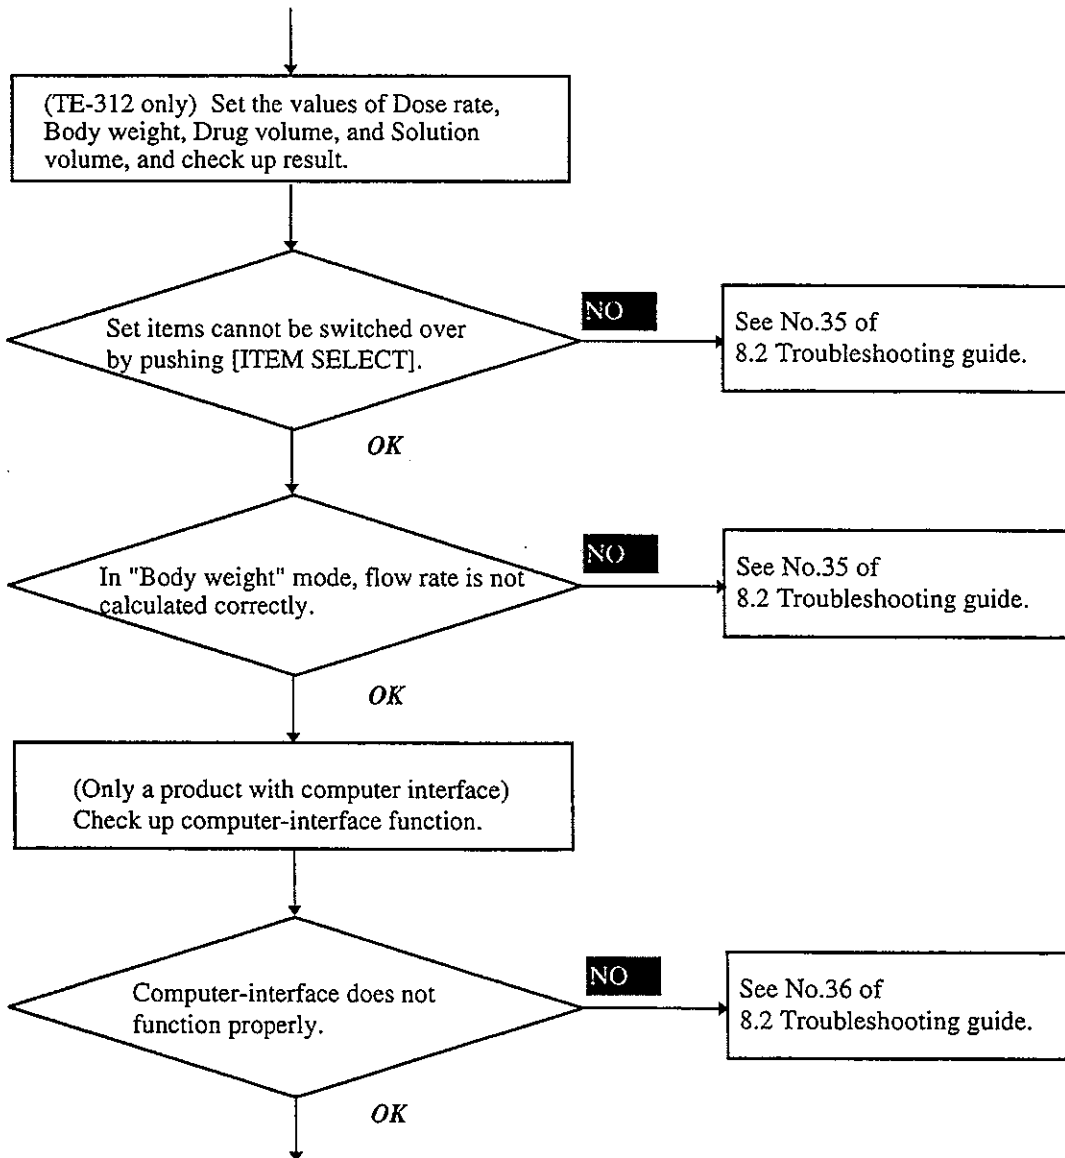 (TE-312 only) Set the values of Dose rate,
Body weight, Drug volume, and Solution
volume, and check up result.
Set items cannot be switched over
by pushing [ITEM SELECT].
NO
See No.35 of
8.2 Troubleshooting guide.
OK
In "Body weight" mode, flow rate is not
calculated correctly.
NO
See No.35 of
8.2 Troubleshooting guide.
OK
(Only a product with computer interface)
Check up computer-interface function.
Computer-interface does not
function properly.
NO
See No.36 of
8.2 Troubleshooting guide.
OK